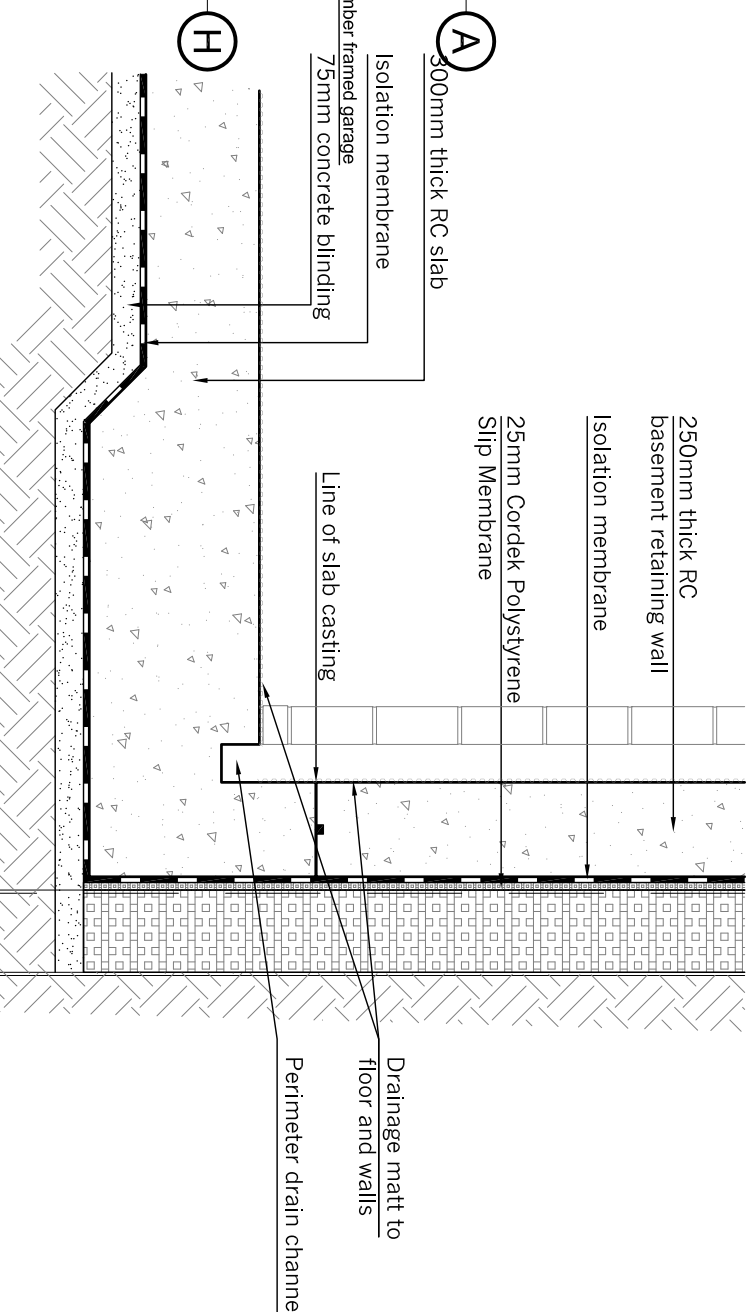 A
H
300mm thick RC slab
Isolation membrane
mber framed garage
75mm concrete blinding
250mm thick RC
basement retaining wall
Isolation membrane
25mm Cordek Polystyrene
Slip Membrane
Line of slab casting
Drainage matt to
floor and walls
Perimeter drain channe